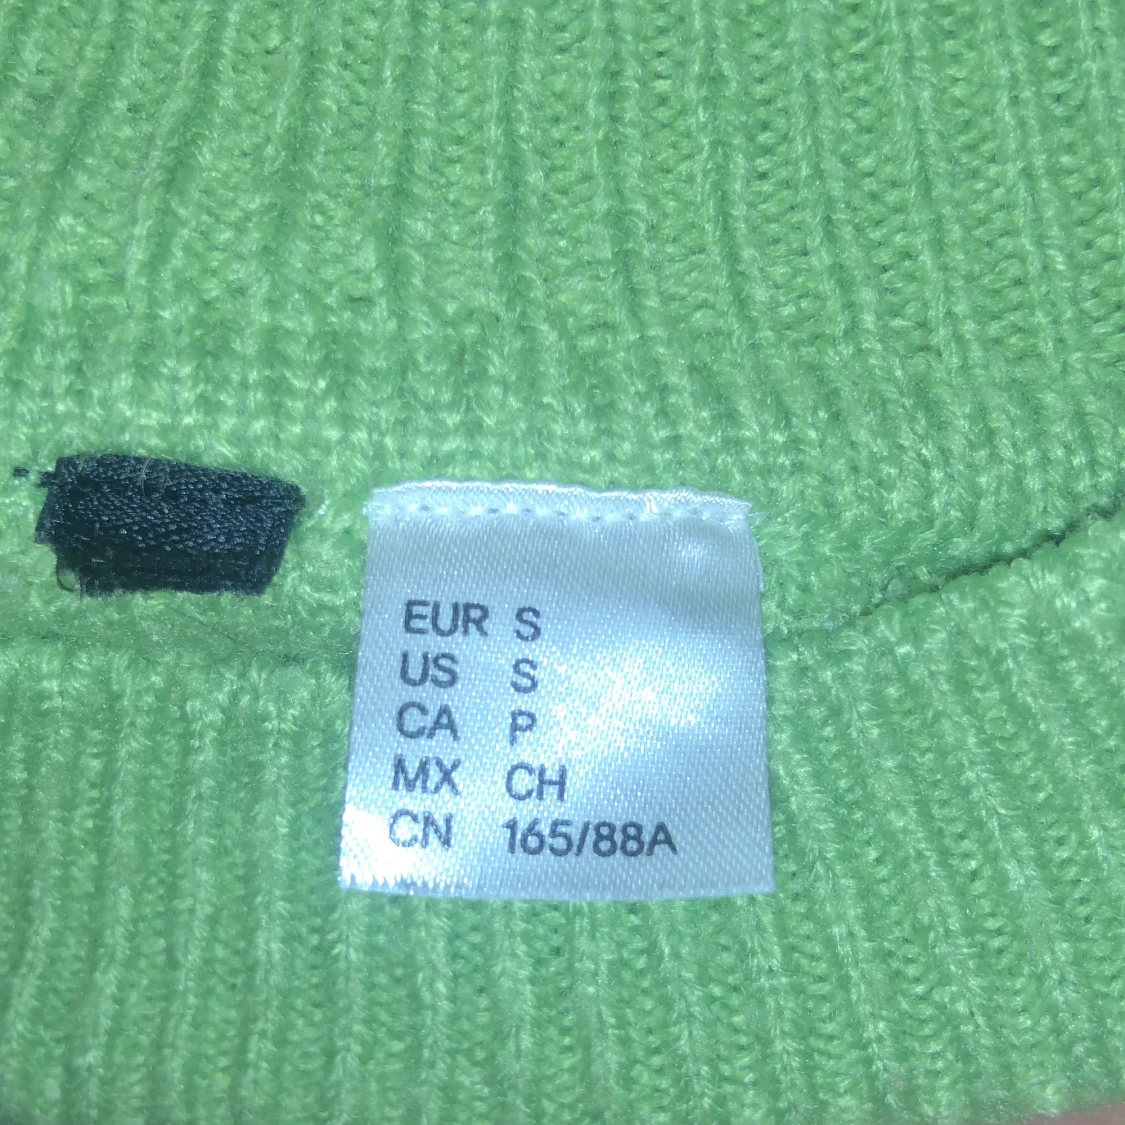 EUR S
US S
CA P
MX CH
CN 165/88A